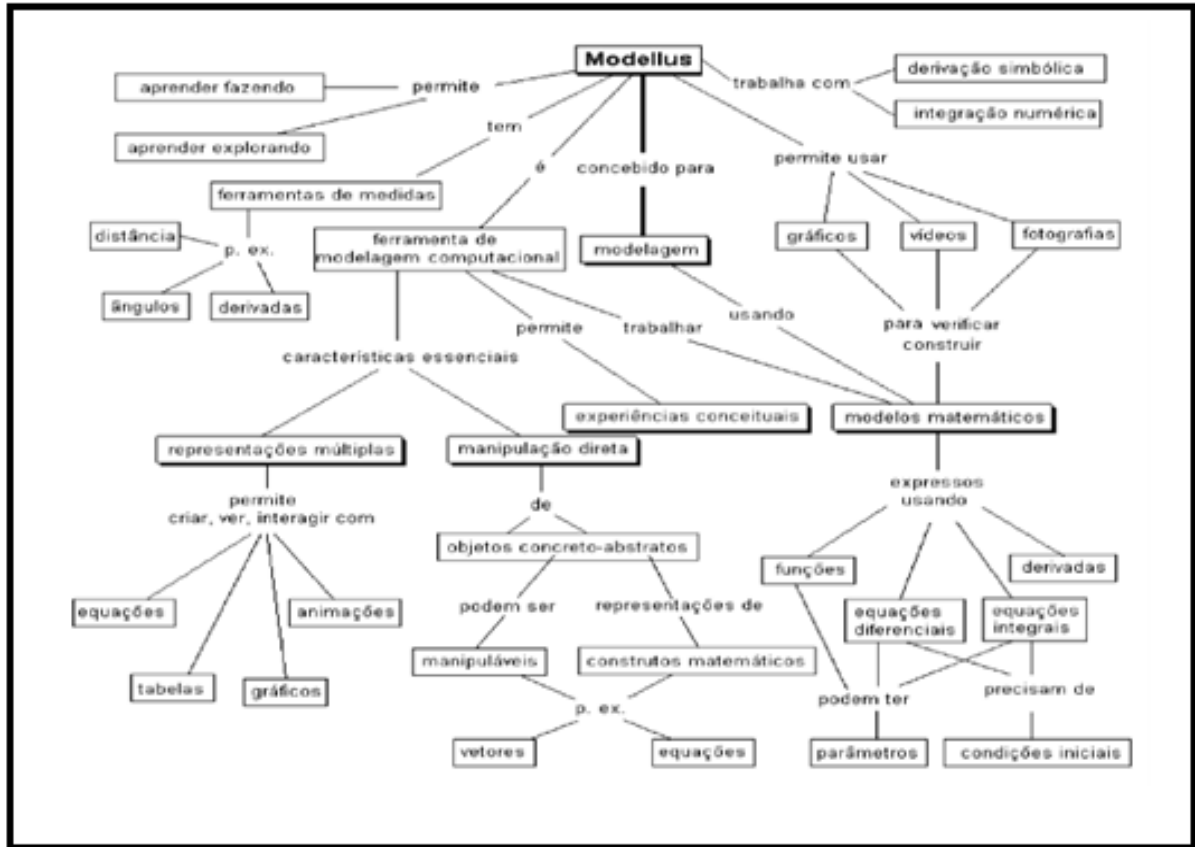 Modellus
aprender fazendo
permite
trabalha com
derivação simbólica
integração numérica
aprender explorando
tem
é
concebido para
permite usar
ferramentas de medidas
distância
p. ex.
ferramenta de
modelagem computacional
modelagem
gráficos
vídeos
fotografias
ângulos
derivadas
permite
trabalhar
usando
para verificar
construir
características essenciais
experiências conceituais
modelos matemáticos
representações múltiplas
manipulação direta
expressos
usando
permite
criar, ver, interagir com
de
objetos concreto-abstratos
funções
derivadas
equações
animações
podem ser
representações de
equações
diferenciais
equações
integrais
manipuláveis
construtos matemáticos
tabelas
gráficos
p. ex.
podem ter
precisam de
vetores
equações
parâmetros
condições iniciais